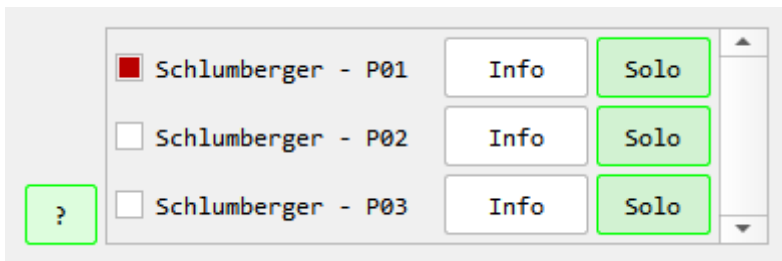 Schlumberger - P01 Info Solo
Schlumberger - P02 Info Solo
Schlumberger - P03 Info Solo
?